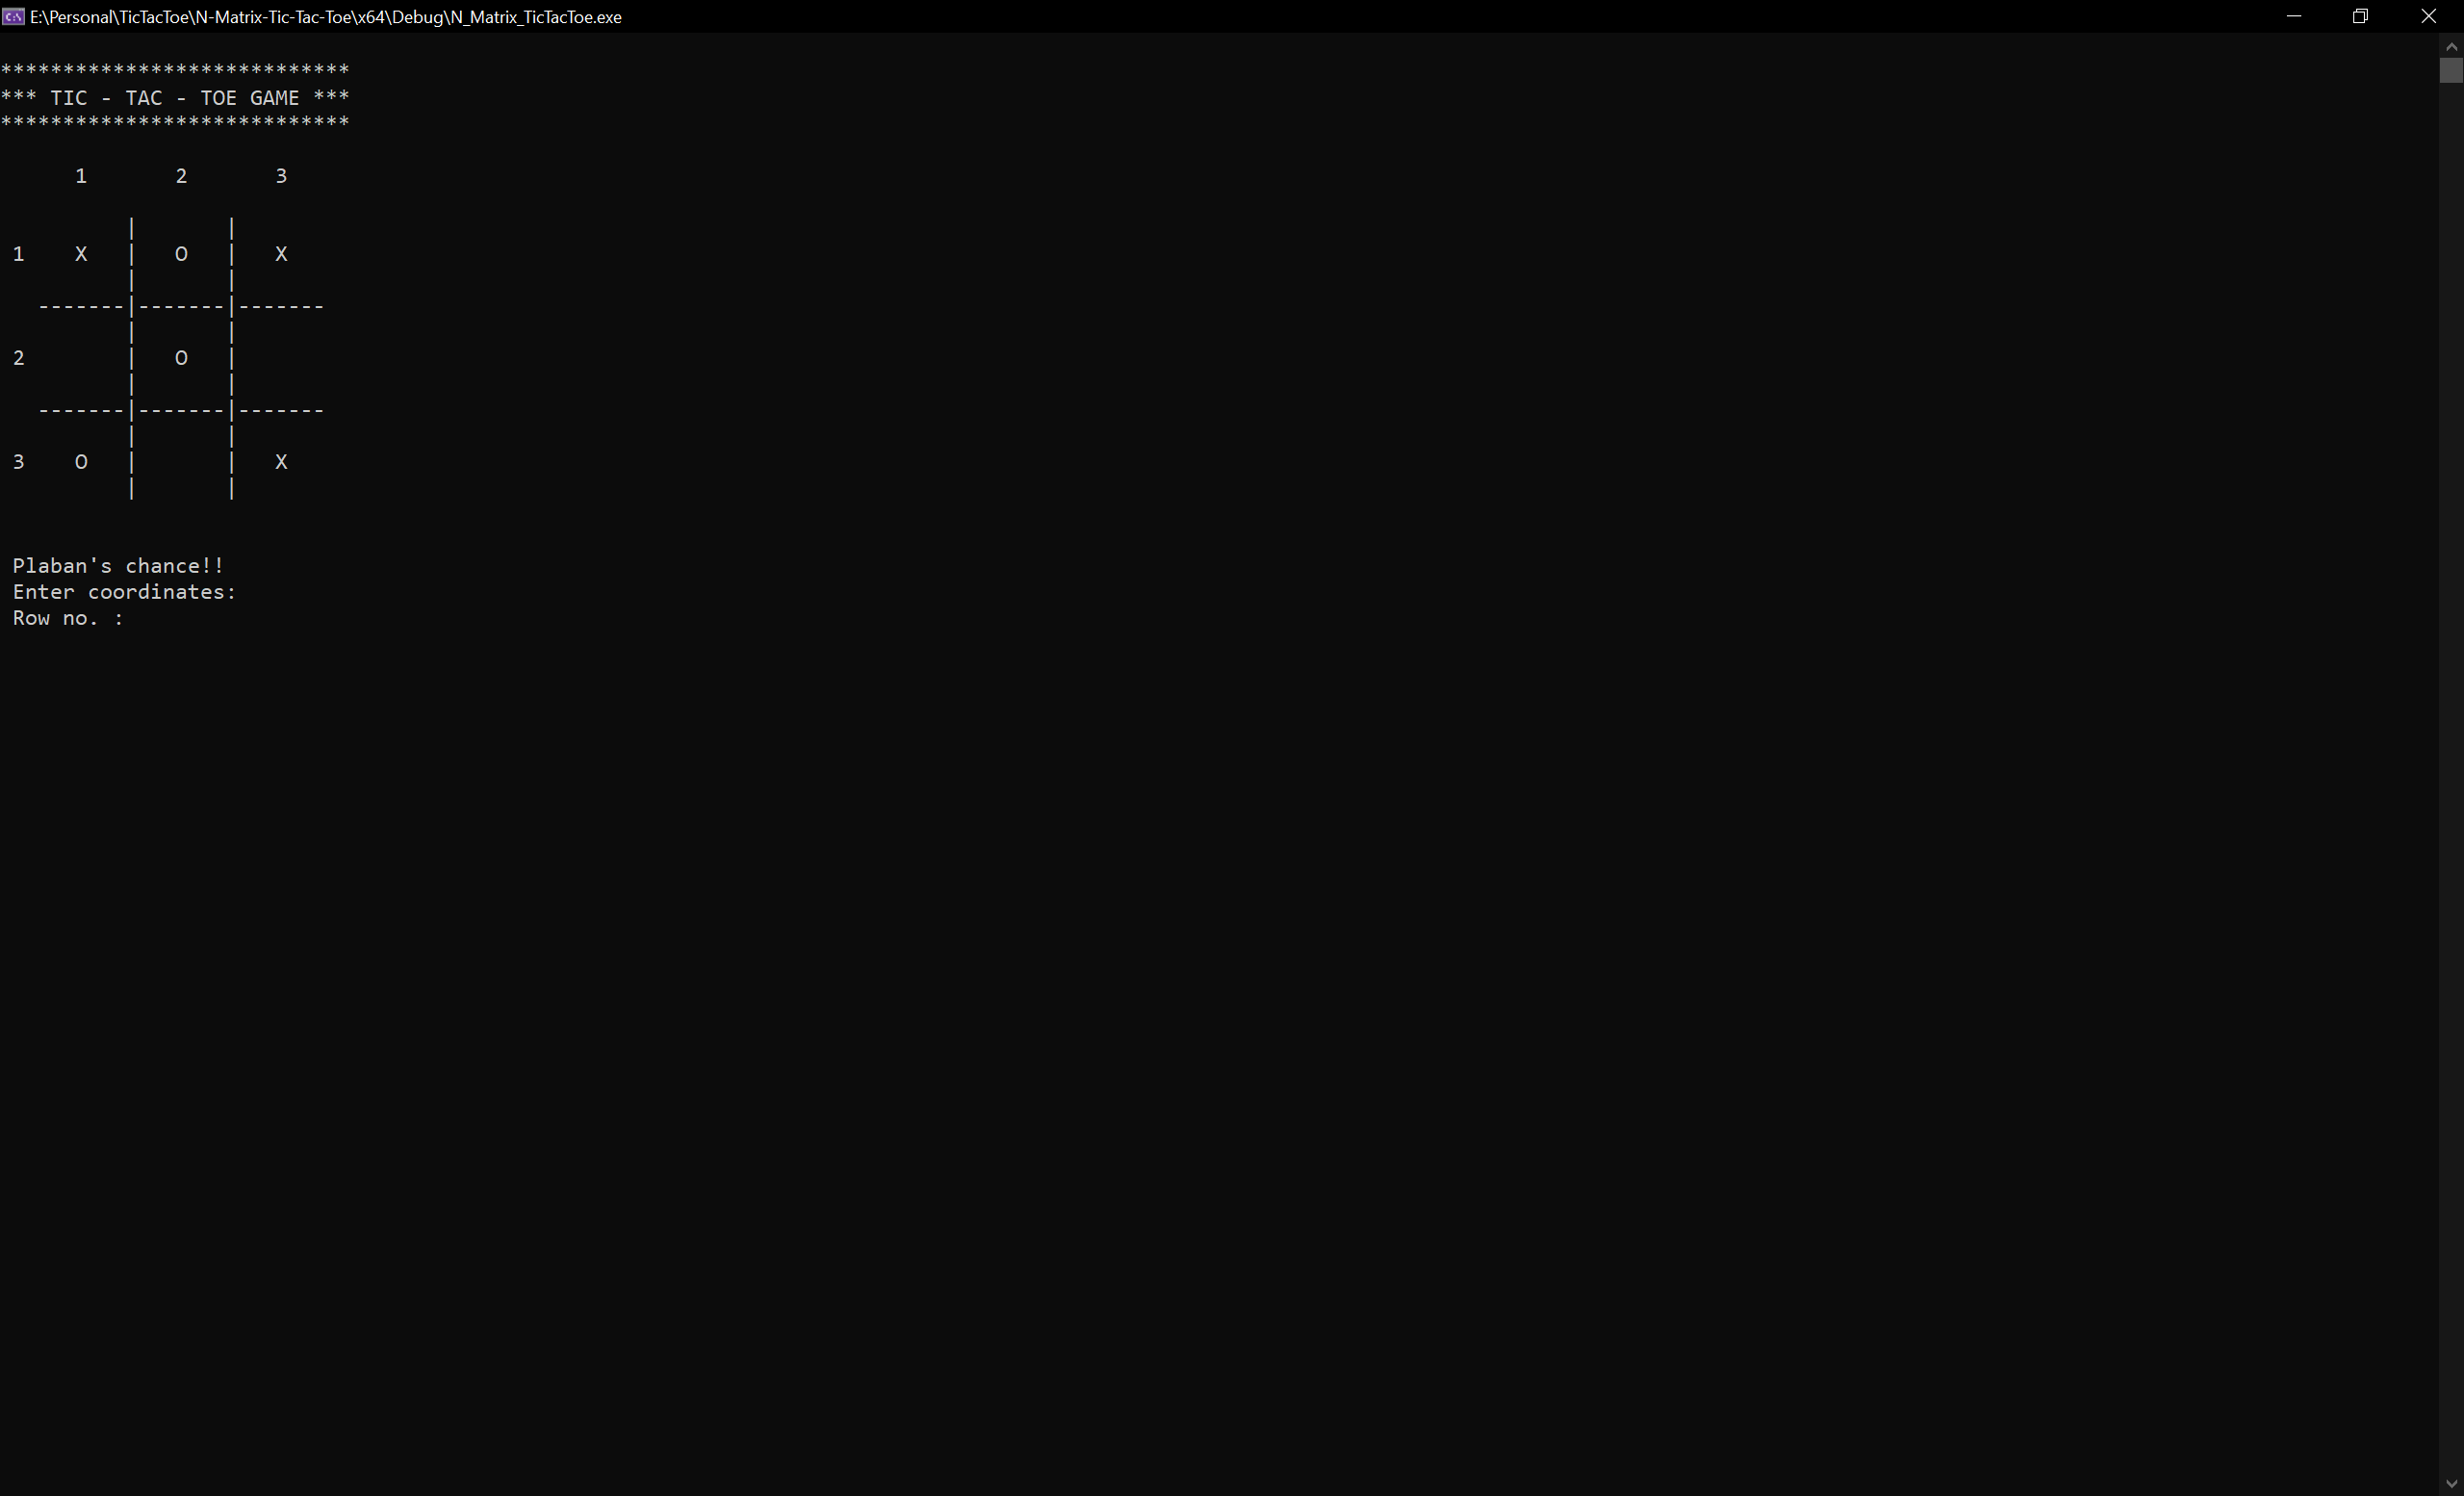 E:\Personal\TicTacToe\N-Matrix-Tic-Tac-Toe\x64\Debug\N_Matrix_TicTacToe.exe
****************************
*** TIC - TAC - TOE GAME ***
****************************
      1       2       3
          |       |
 1    X   |   O   |   X
          |       |
   -------|-------|-------
          |       |
 2        |   O   |
          |       |
   -------|-------|-------
          |       |
 3    O   |       |   X
          |       |
 Plaban's chance!!
 Enter coordinates:
 Row no. :